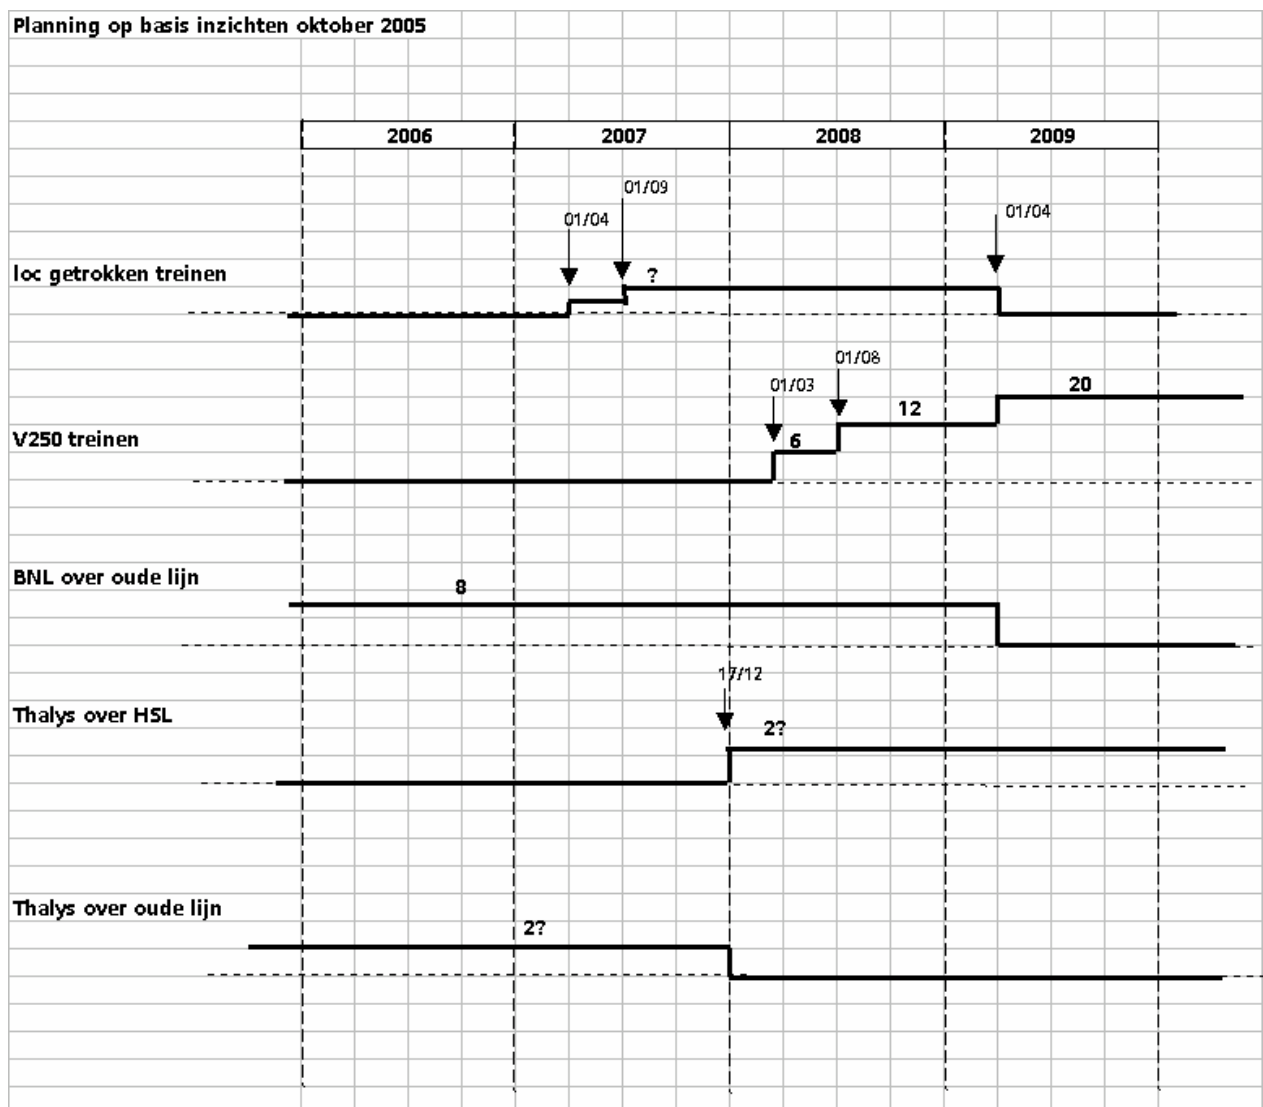 Planning op basis inzichten oktober 2005
2006 2007 2008 2009
01/09
01/04 01/04
loc getrokken treinen ?
01/08
01/03 20
12
V250 treinen 6
BNL over oude lijn 8
17/12
Thalys over HSL 2?
Thalys over oude lijn
2?